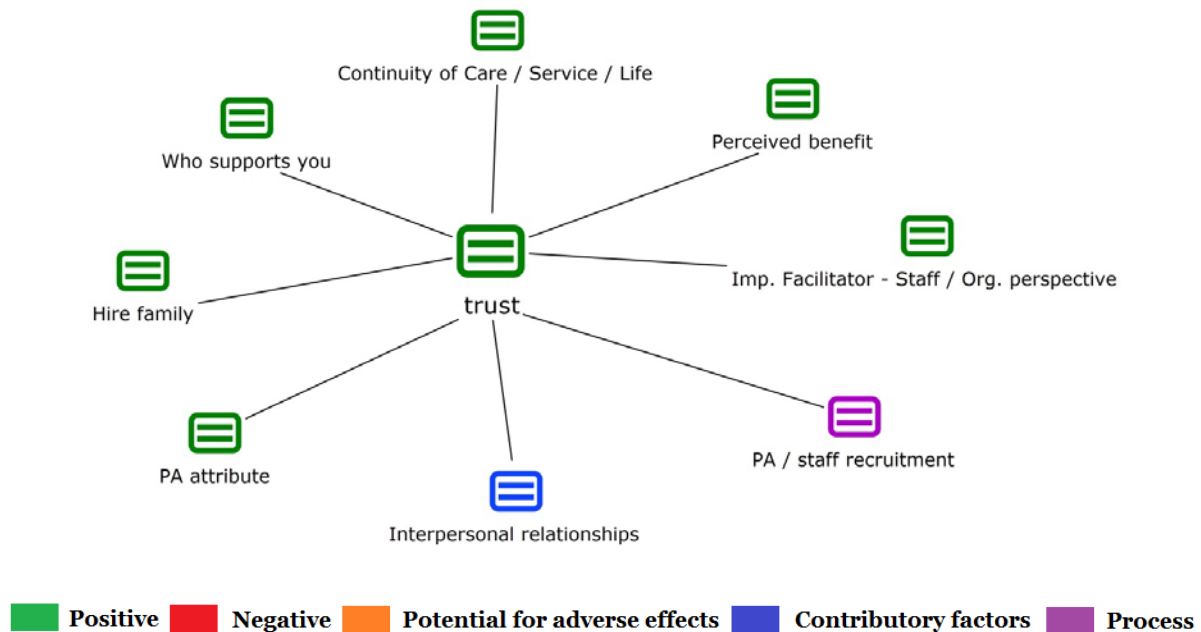 Continuity of Care / Service / Life
Perceived benefit
Who supports you
Imp. Facilitator - Staff / Org. perspective
Hire family
trust
PA / staff recruitment
PA attribute
Interpersonal relationships
Positive Negative Potential for adverse effects Contributory factors Process